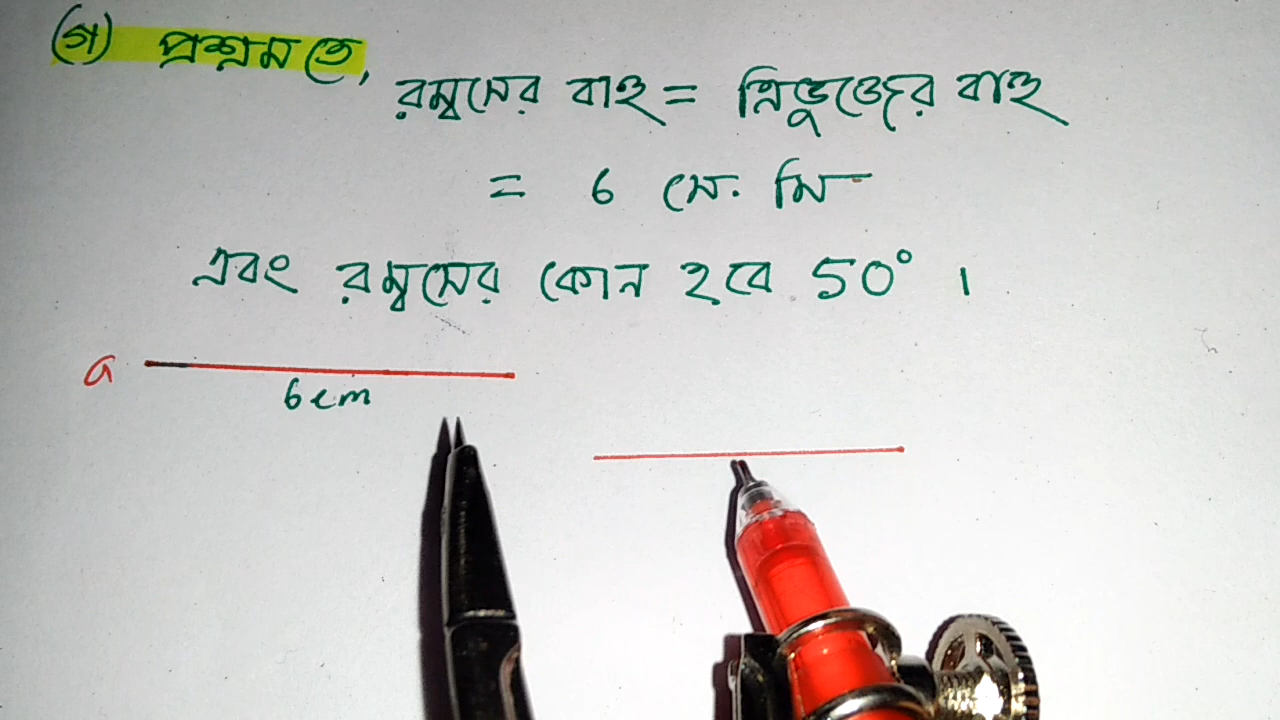 (গ) প্রশ্নমতে,
রম্বসের বাহু = ত্রিভুজের বাহু
= 6 সে. মি
এবং রম্বসের কোন হবে 50° ।
a
6cm